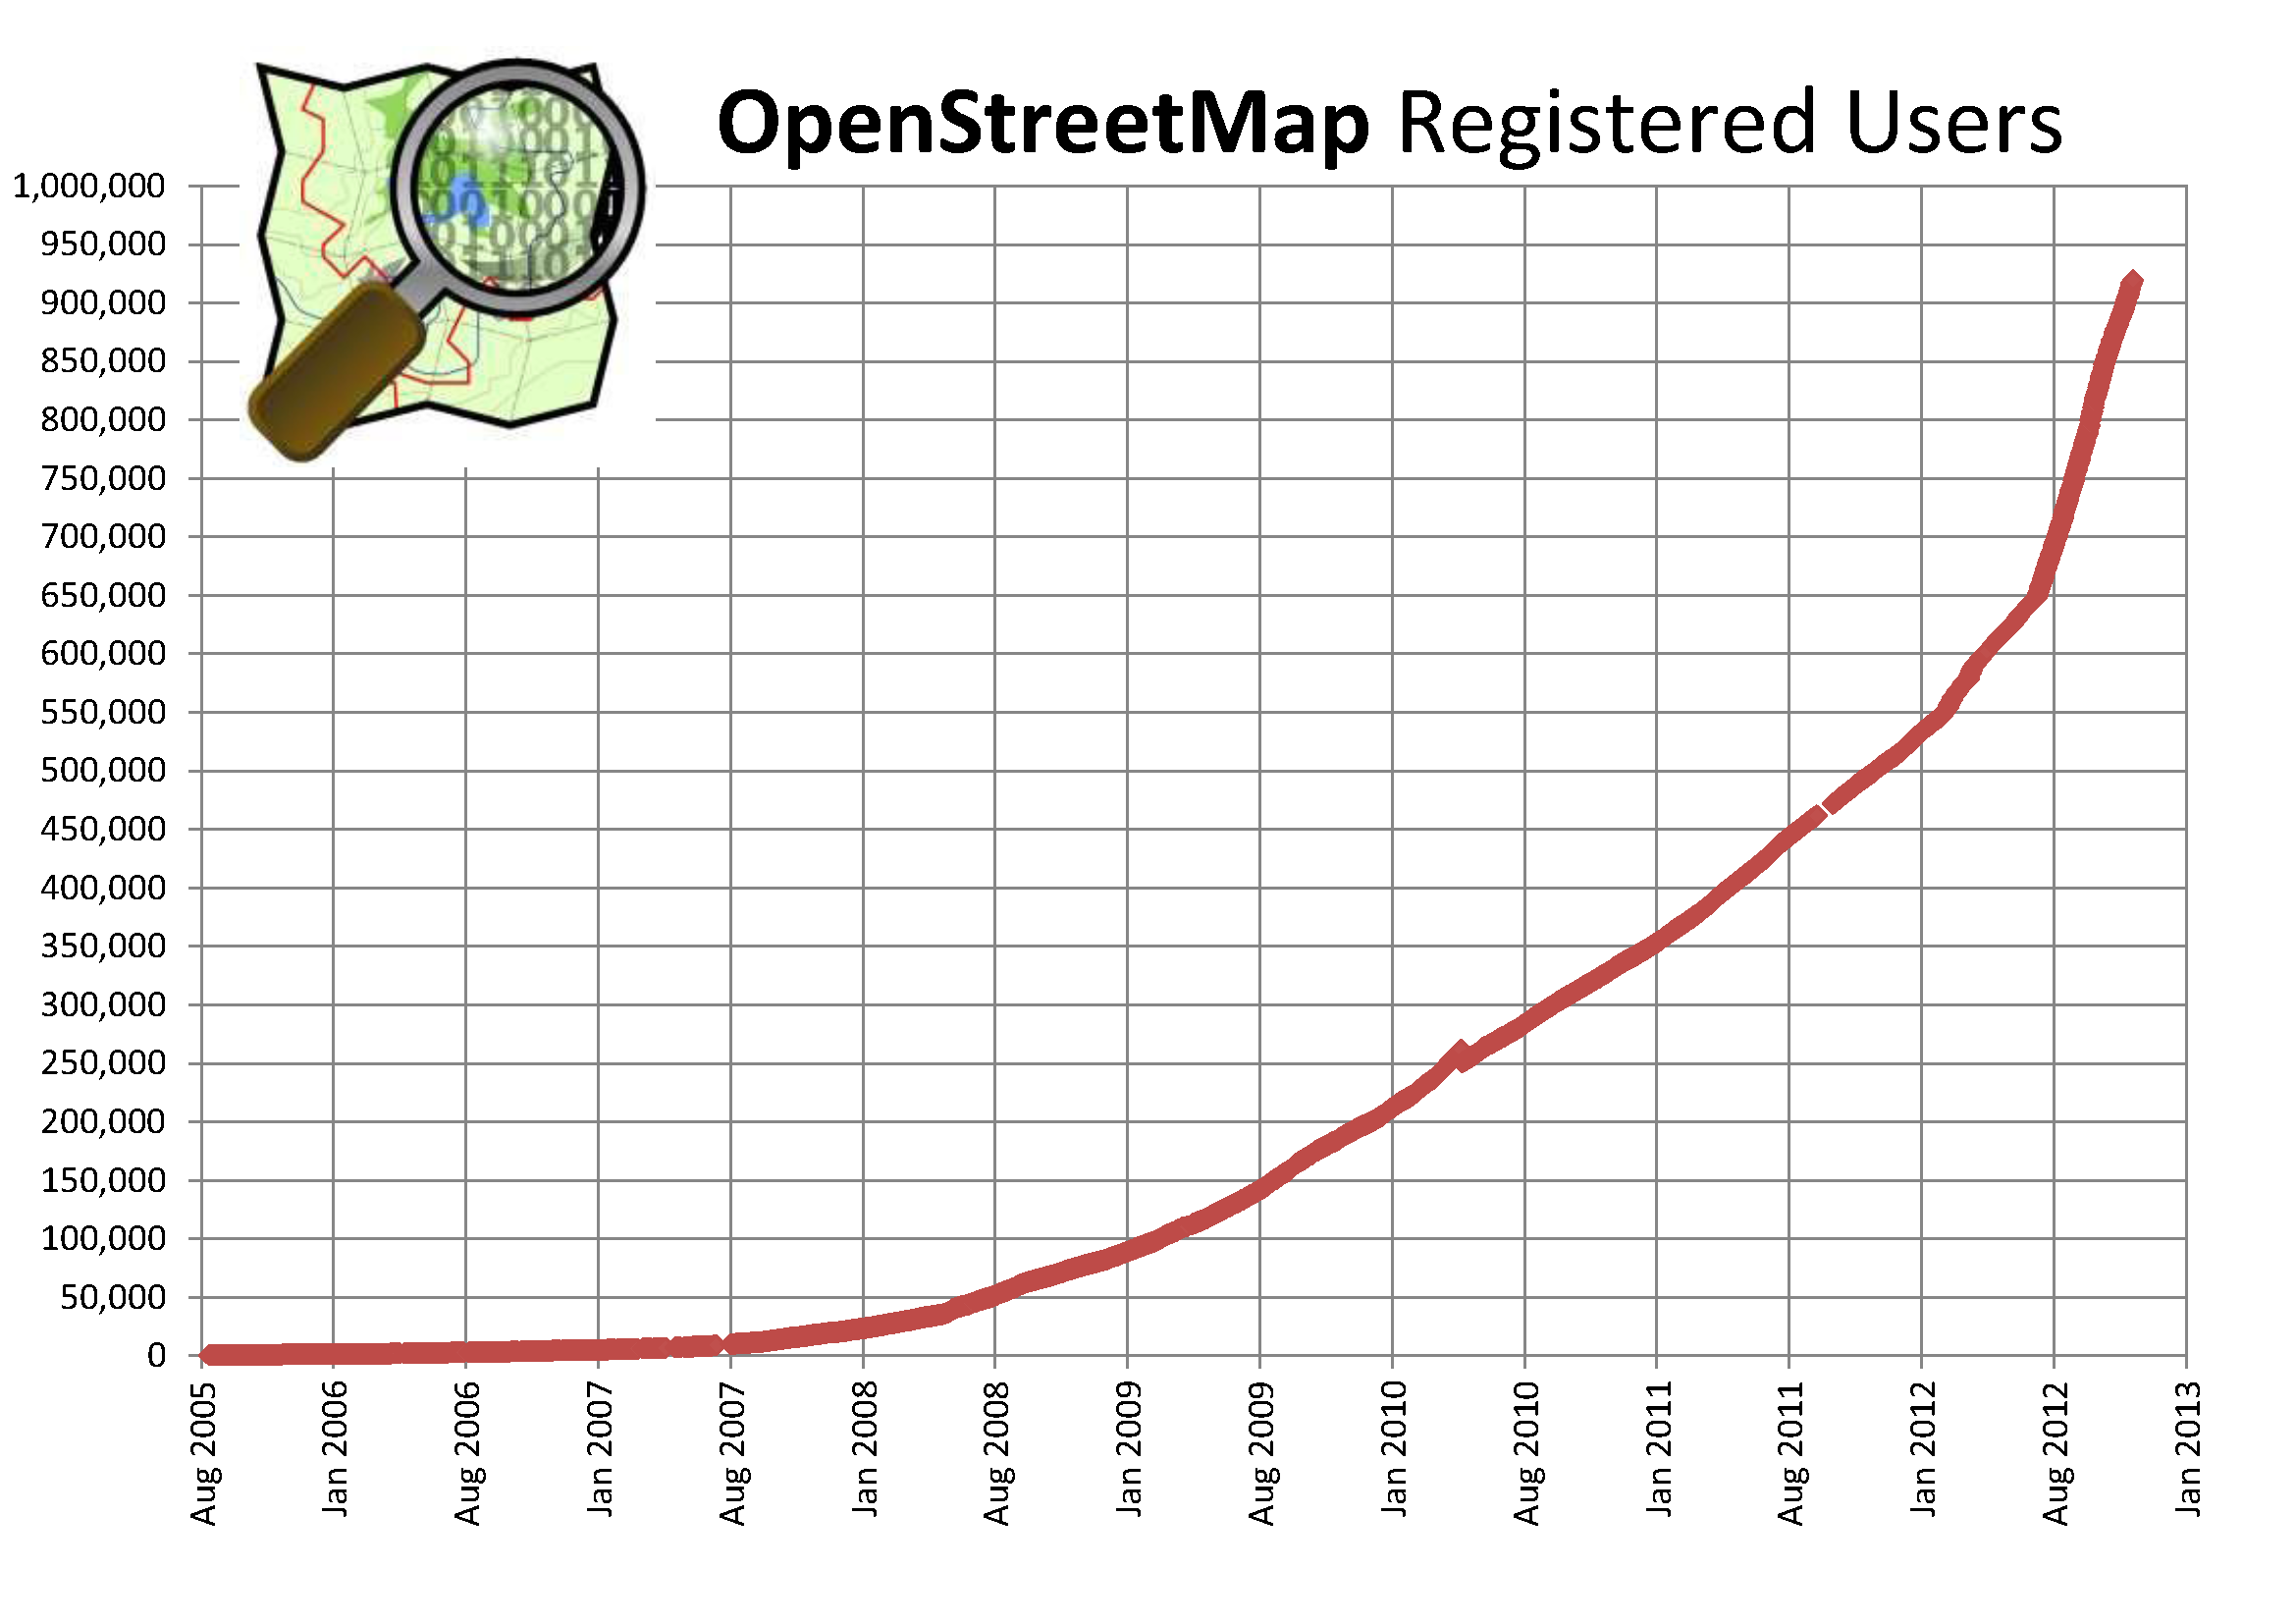 OpenStreetMap Registered Users
1,000,000
950,000
900,000
850,000
800,000
750,000
700,000
650,000
600,000
550,000
500,000
450,000
400,000
350,000
300,000
250,000
200,000
150,000
100,000
50,000
0
Aug 2005
Jan 2006
Aug 2006
Jan 2007
Aug 2007
Jan 2008
Aug 2008
Jan 2009
Aug 2009
Jan 2010
Aug 2010
Jan 2011
Aug 2011
Jan 2012
Aug 2012
Jan 2013